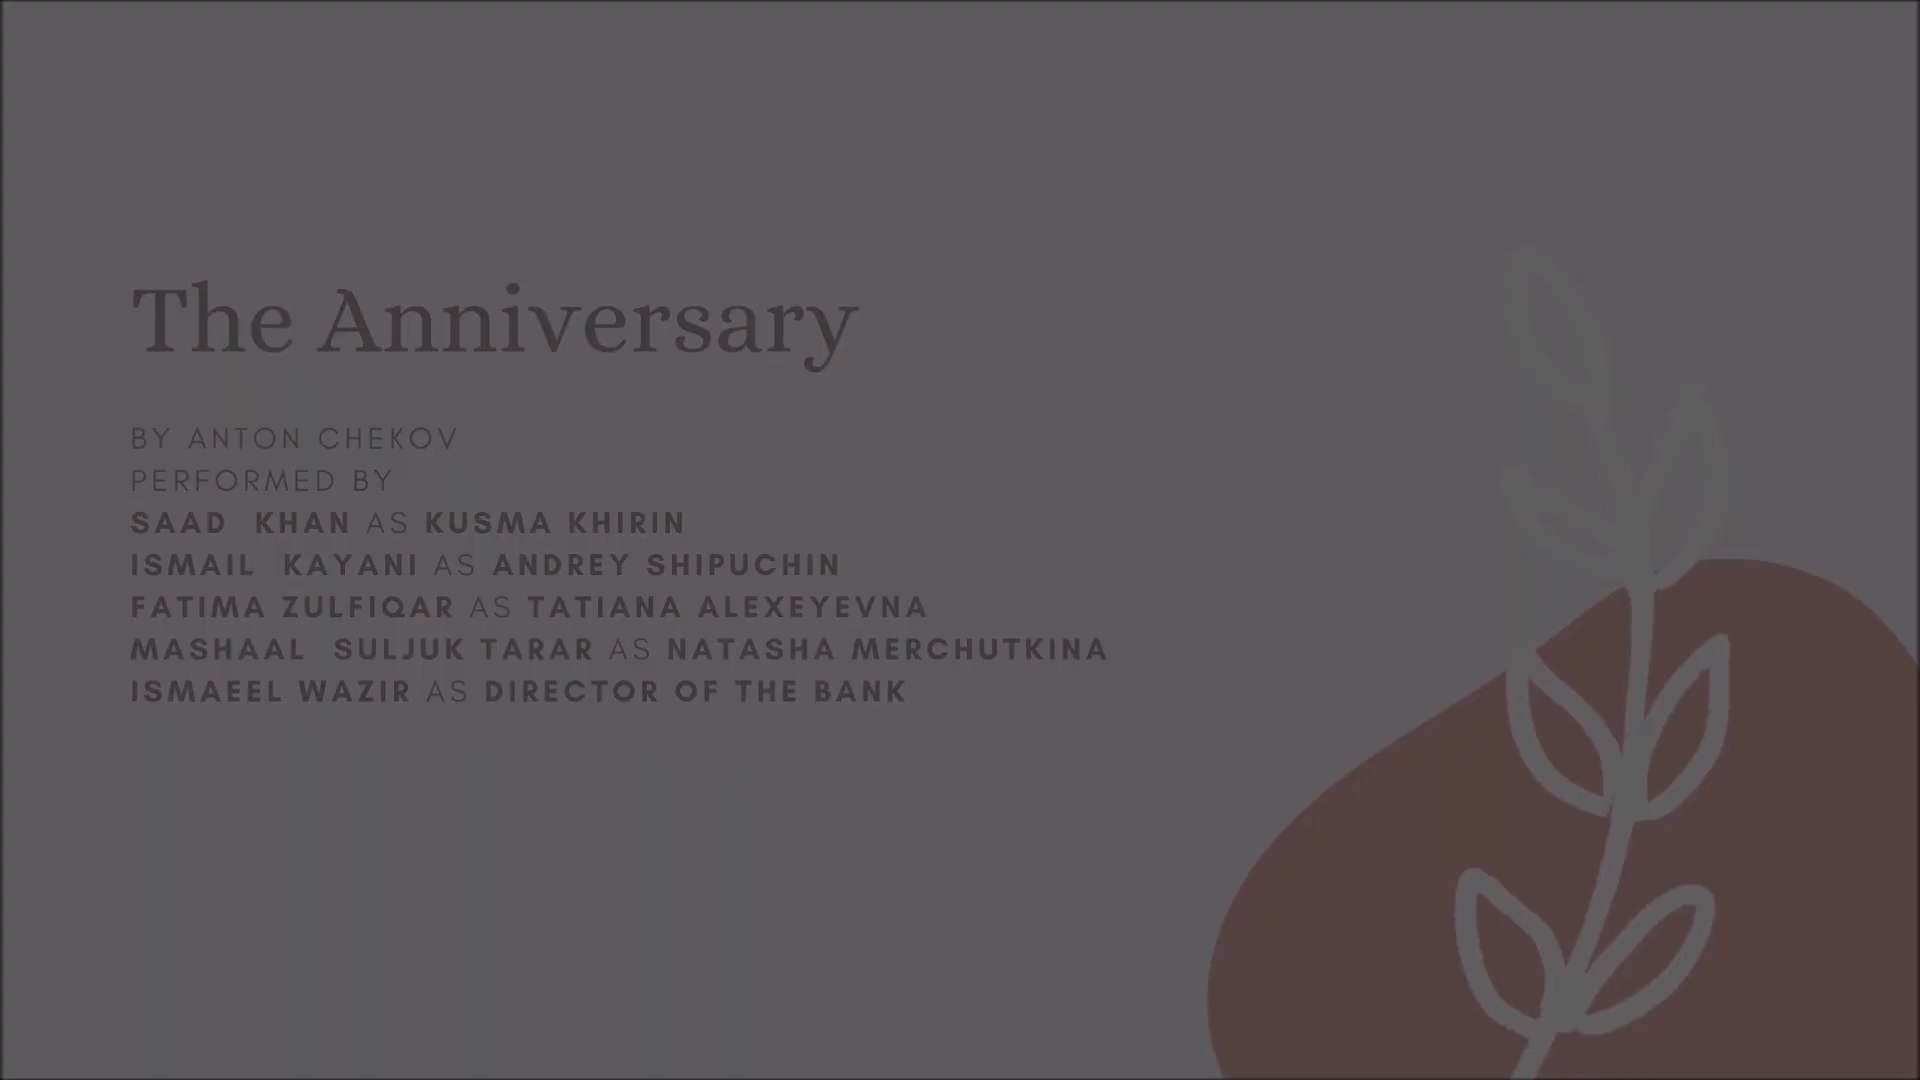 The Anniversary
BY ANTON CHEKOV
PERFORMED BY
SAAD KHAN AS KUSMA KHIRIN
ISMAIL KAYANI AS ANDREY SHIPUCHIN
FATIMA ZULFIQAR AS TATIANA ALEXEYEVNA
MASHAAL SULJUK TARAR AS NATASHA MERCHUTKINA
ISMAEEL WAZIR AS DIRECTOR OF THE BANK